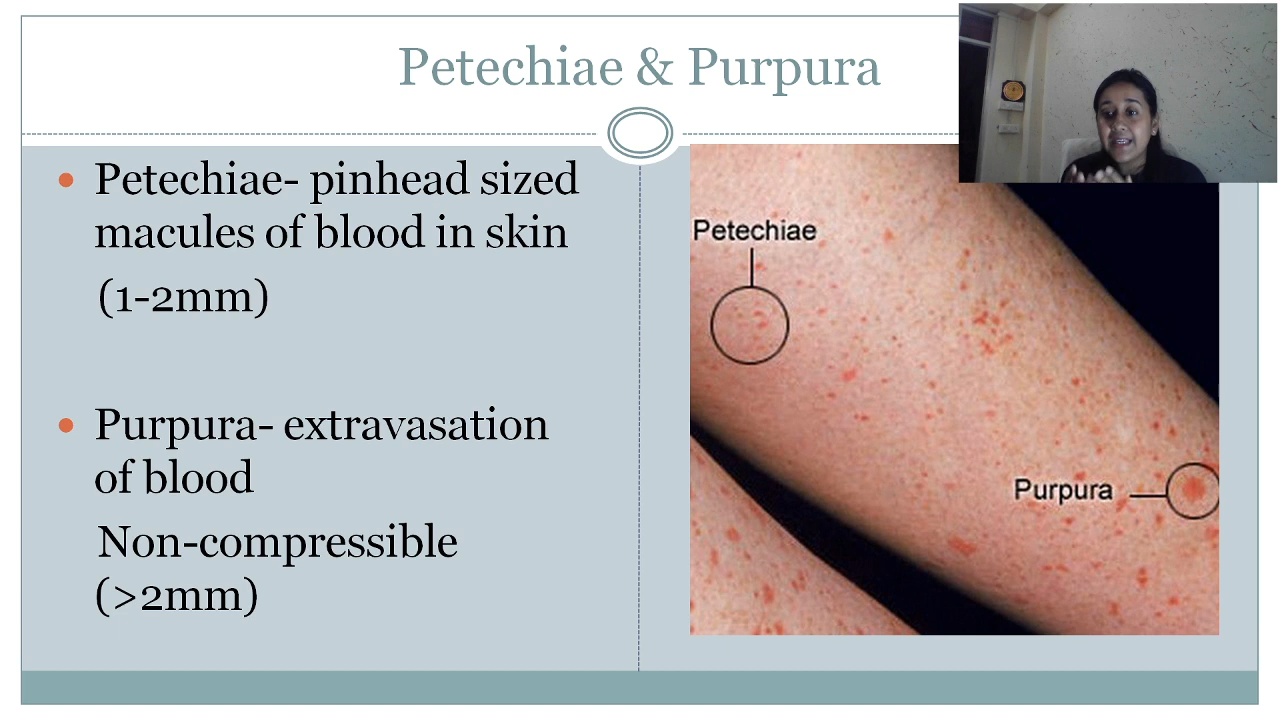 Petechiae & Purpura
Petechiae- pinhead sized
macules of blood in skin
(1-2mm)
Purpura- extravasation
of blood
Non-compressible
(>2mm)
Petechiae
Purpura